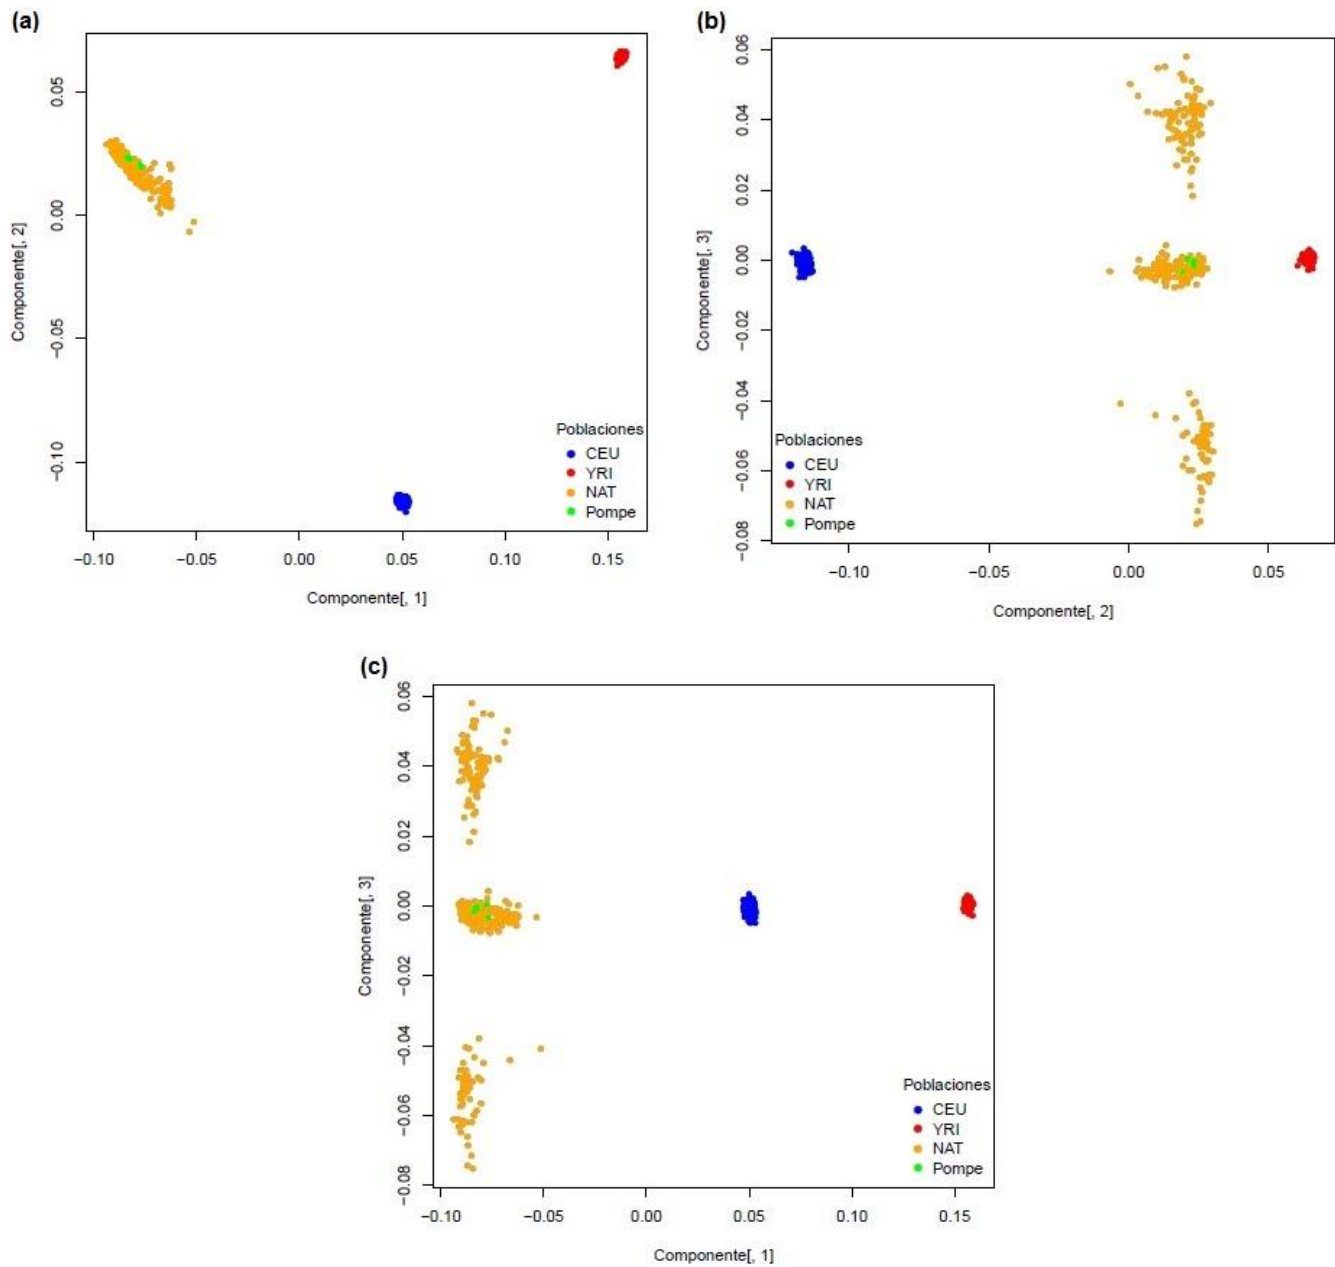 (a)
0.05
0.00
−0.05
−0.10
Componente[, 2]
−0.10
−0.05
0.00
0.05
0.10
0.15
Componente[, 1]
Poblaciones
CEU
YRI
NAT
Pompe
(b)
0.06
0.04
0.02
0.00
−0.02
−0.04
−0.06
−0.08
Componente[, 3]
−0.10
−0.05
0.00
0.05
Componente[, 2]
Poblaciones
CEU
YRI
NAT
Pompe
(c)
0.06
0.04
0.02
0.00
−0.02
−0.04
−0.06
−0.08
Componente[, 3]
−0.10
−0.05
0.00
0.05
0.10
0.15
Componente[, 1]
Poblaciones
CEU
YRI
NAT
Pompe